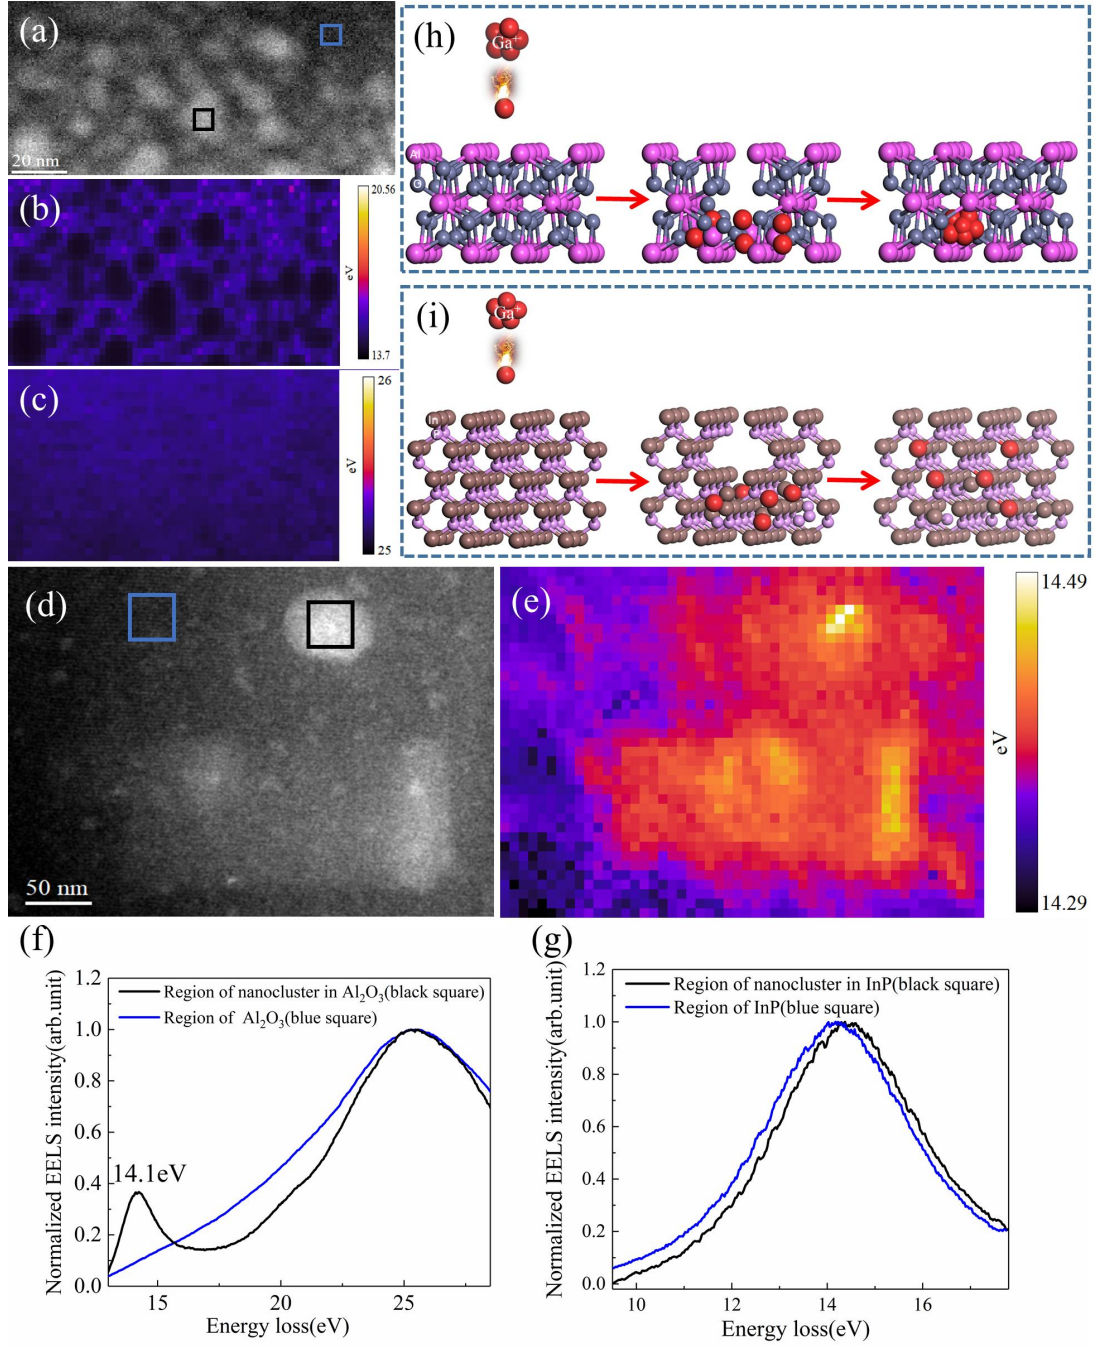 (a)
20 nm
(b)
20.56
eV
13.7
(c)
26
eV
25
(h)
Ga+
Al
O
(i)
Ga+
In
P
(d)
50 nm
(e)
14.49
eV
14.29
(f)
Normalized EELS intensity(arb.unit)
1.2
1.0
0.8
0.6
0.4
0.2
0.0
Region of nanocluster in Al₂O₃(black square)
Region of Al₂O₃(blue square)
14.1eV
15 20 25
Energy loss(eV)
(g)
Normalized EELS intensity(arb.unit)
1.2
1.0
0.8
0.6
0.4
0.2
0.0
Region of nanocluster in InP(black square)
Region of InP(blue square)
10 12 14 16
Energy loss(eV)